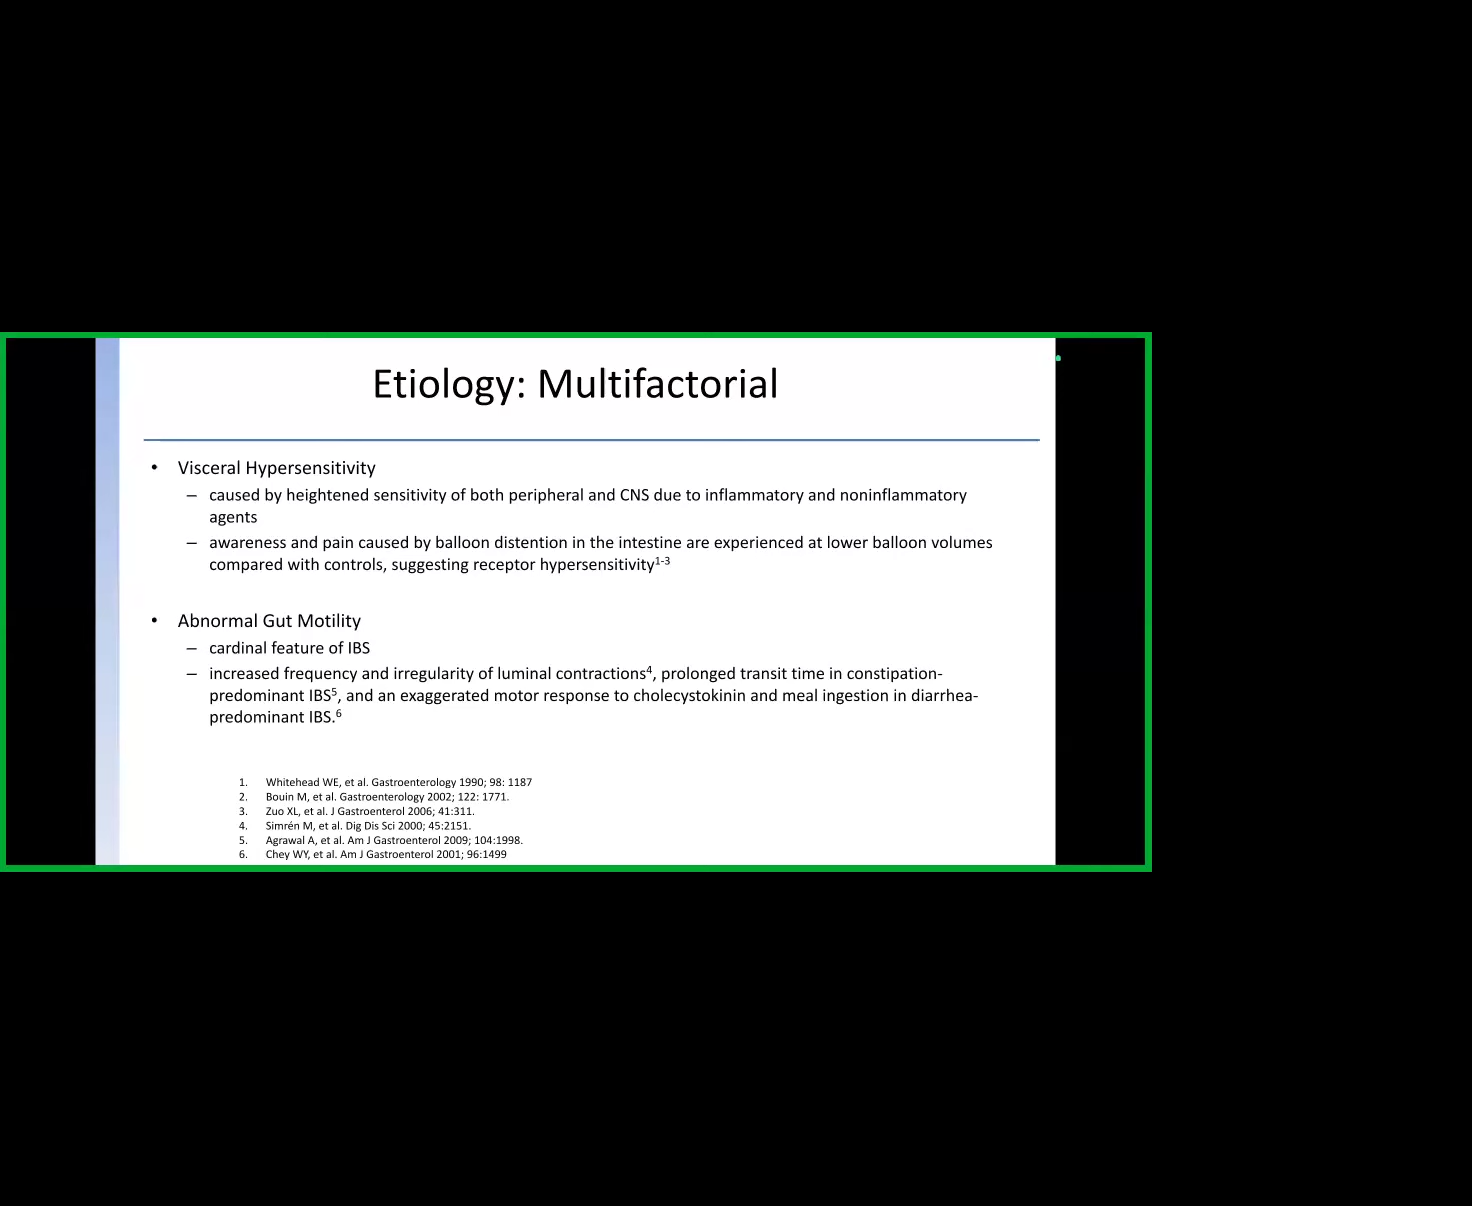 Etiology: Multifactorial
• Visceral Hypersensitivity
– caused by heightened sensitivity of both peripheral and CNS due to inflammatory and noninflammatory
agents
– awareness and pain caused by balloon distention in the intestine are experienced at lower balloon volumes
compared with controls, suggesting receptor hypersensitivity1-3
• Abnormal Gut Motility
– cardinal feature of IBS
– increased frequency and irregularity of luminal contractions4, prolonged transit time in constipation-
predominant IBS5, and an exaggerated motor response to cholecystokinin and meal ingestion in diarrhea-
predominant IBS.6
1. Whitehead WE, et al. Gastroenterology 1990; 98: 1187
2. Bouin M, et al. Gastroenterology 2002; 122: 1771.
3. Zuo XL, et al. J Gastroenterol 2006; 41:311.
4. Simrén M, et al. Dig Dis Sci 2000; 45:2151.
5. Agrawal A, et al. Am J Gastroenterol 2009; 104:1998.
6. Chey WY, et al. Am J Gastroenterol 2001; 96:1499